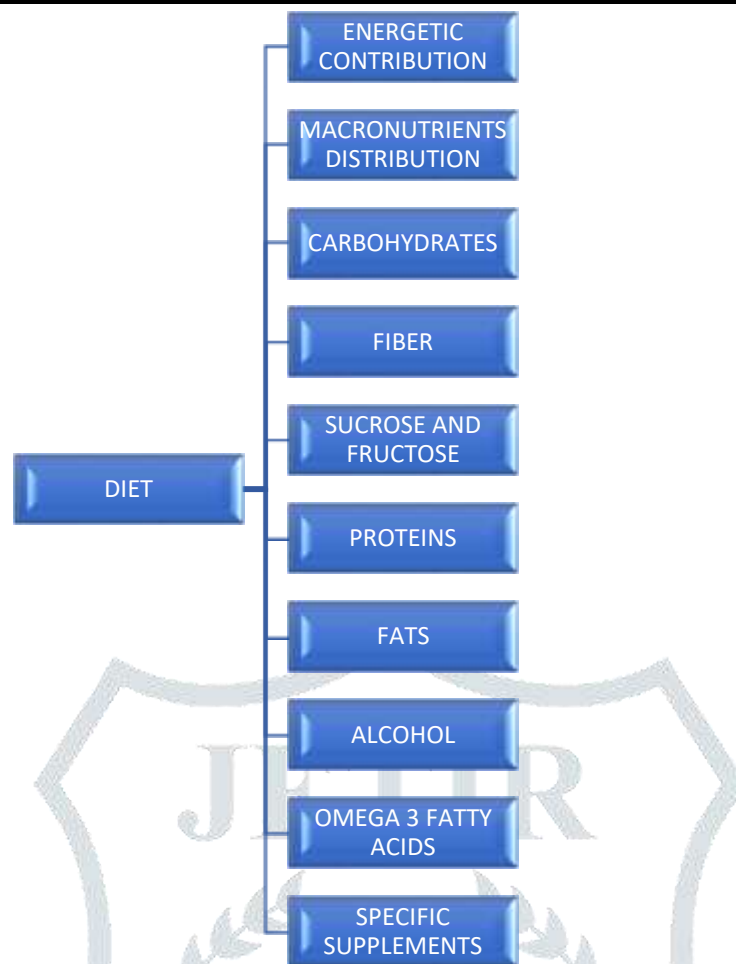 ENERGETIC
CONTRIBUTION
MACRONUTRIENTS
DISTRIBUTION
CARBOHYDRATES
FIBER
SUCROSE AND
FRUCTOSE
DIET
PROTEINS
FATS
ALCOHOL
JETIR
OMEGA 3 FATTY
ACIDS
SPECIFIC
SUPPLEMENTS